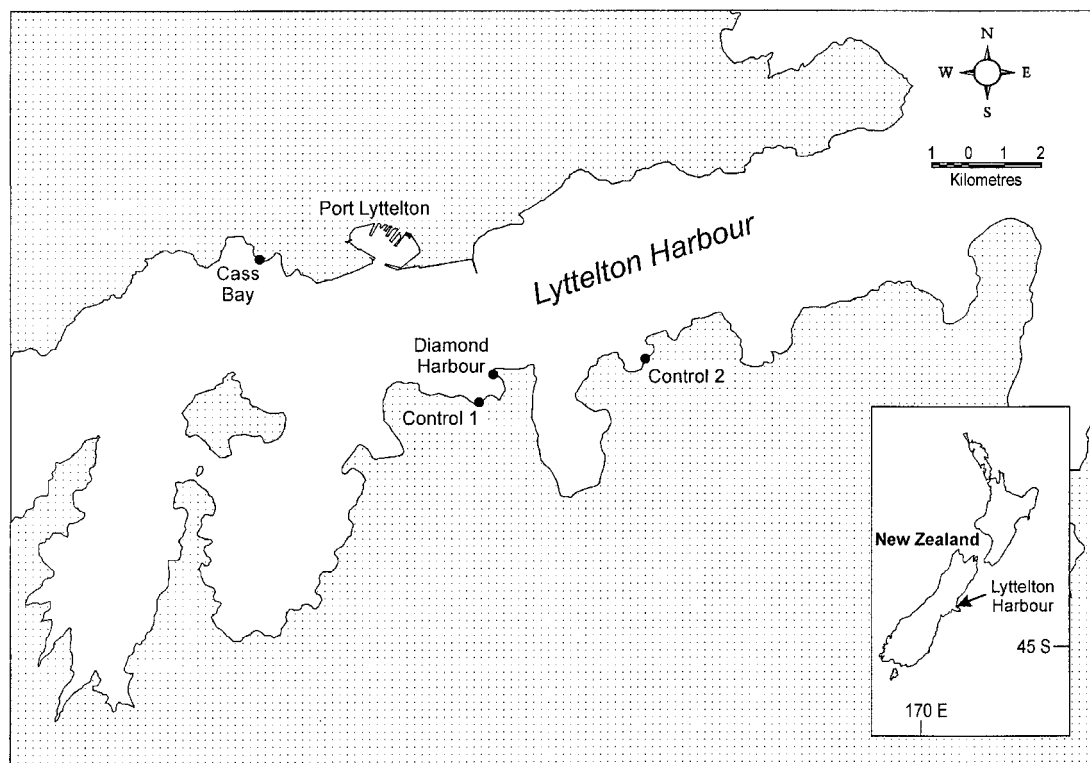 N
W E
S
1 0 2
Kilometres
Port Lyttelton
Lyttelton Harbour
Cass
Bay
Diamond
Harbour
Control 2
Control 1
New Zealand
Lyttelton
Harbour
45 S
170 E